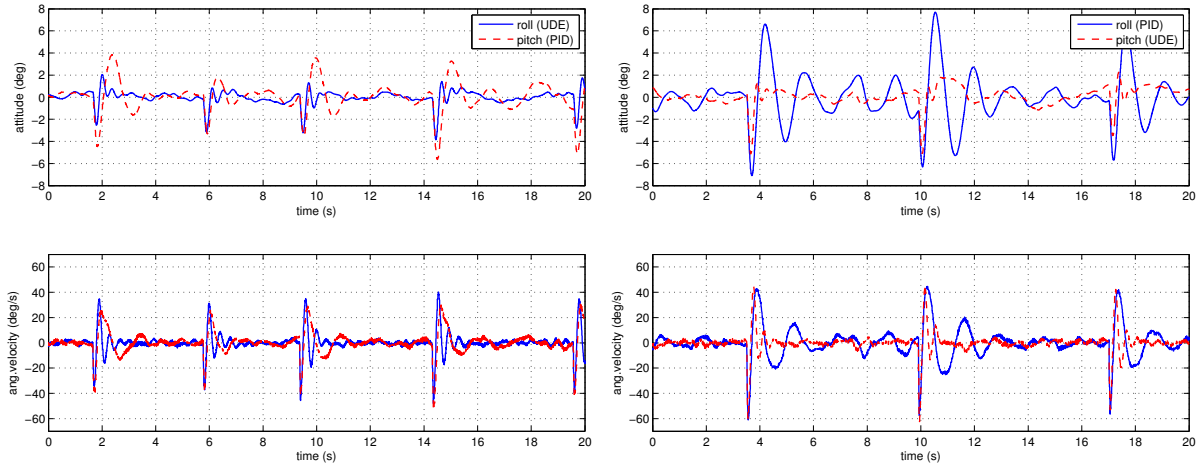 8
6
4
2
0
−2
−4
−6
−8
attitude (deg)
roll (UDE)
pitch (PID)
0 2 4 6 8 10 12 14 16 18 20
time (s)
8
6
4
2
0
−2
−4
−6
−8
attitude (deg)
roll (PID)
pitch (UDE)
0 2 4 6 8 10 12 14 16 18 20
time (s)
60
40
20
0
−20
−40
−60
ang.velocity (deg/s)
0 2 4 6 8 10 12 14 16 18 20
time (s)
60
40
20
0
−20
−40
−60
ang.velocity (deg/s)
0 2 4 6 8 10 12 14 16 18 20
time (s)